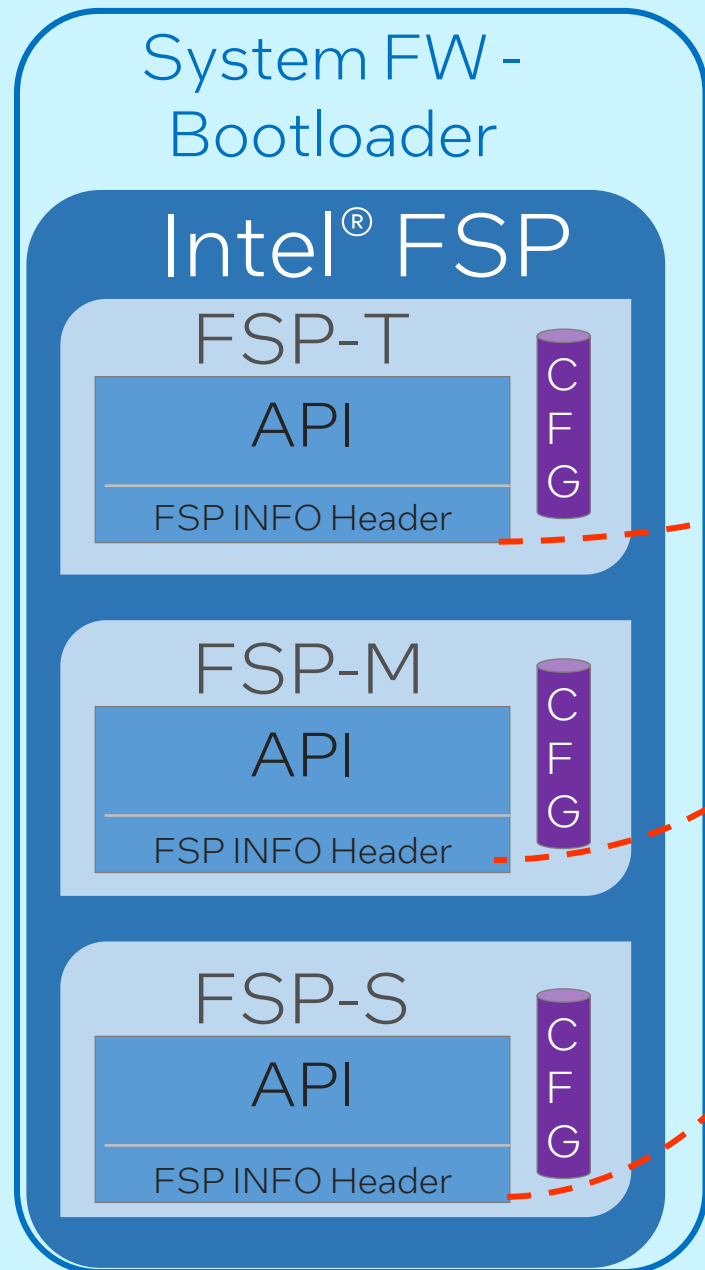 System FW -
Bootloader
Intel® FSP
FSP-T
API
FSP INFO Header
C
F
G
FSP-M
API
FSP INFO Header
C
F
G
FSP-S
API
FSP INFO Header
C
F
G